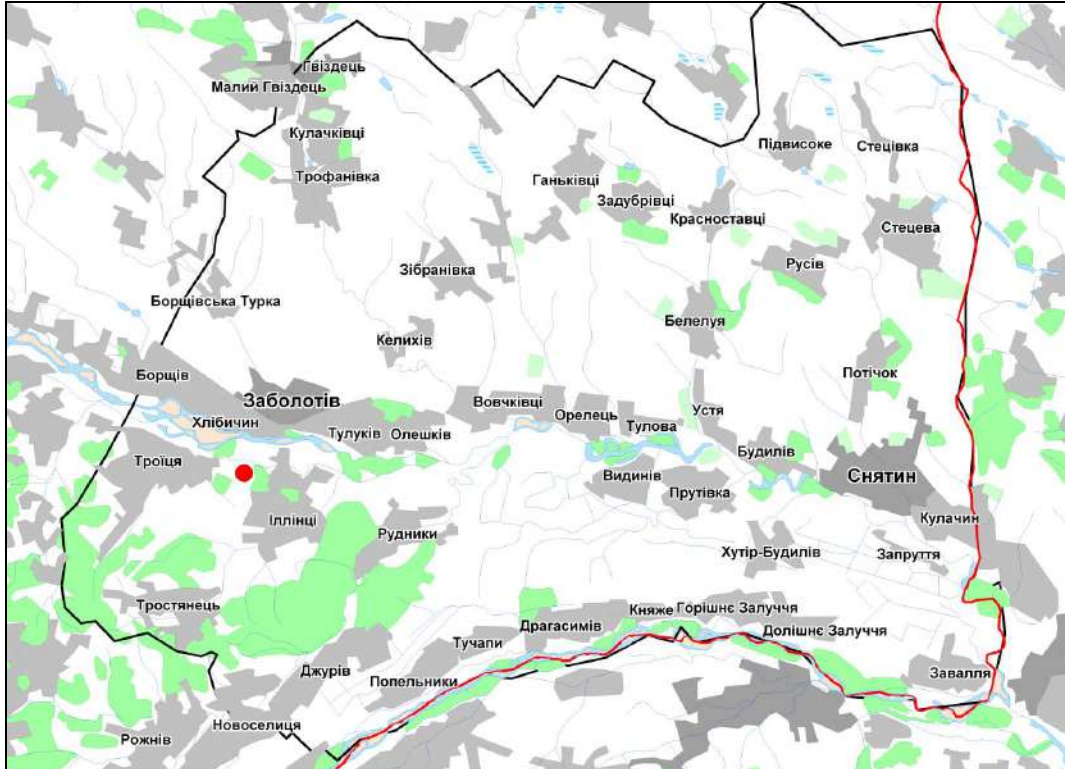 Гвіздець
Малий Гвіздець
Кулачківці
Трофанівка
Підвисоке
Стецівка
Ганьківці
Задубрівці
Красноставці
Стецева
Зібранівка
Русів
Борщівська Турка
Белелуя
Келихів
Борщів
Потічок
Заболотів
Вовчківці
Орелець
Устя
Хлібичин
Тулуків
Олешків
Тулова
Троїця
Будилів
Видинів
Снятин
Прутівка
Іллінці
Кулачин
Рудники
Хутір-Будилів
Запруття
Тростянець
Княже
Горішнє Залуччя
Драгасимів
Долішнє Залуччя
Тучапи
Джурів
Завалля
Попельники
Новоселиця
Рожнів